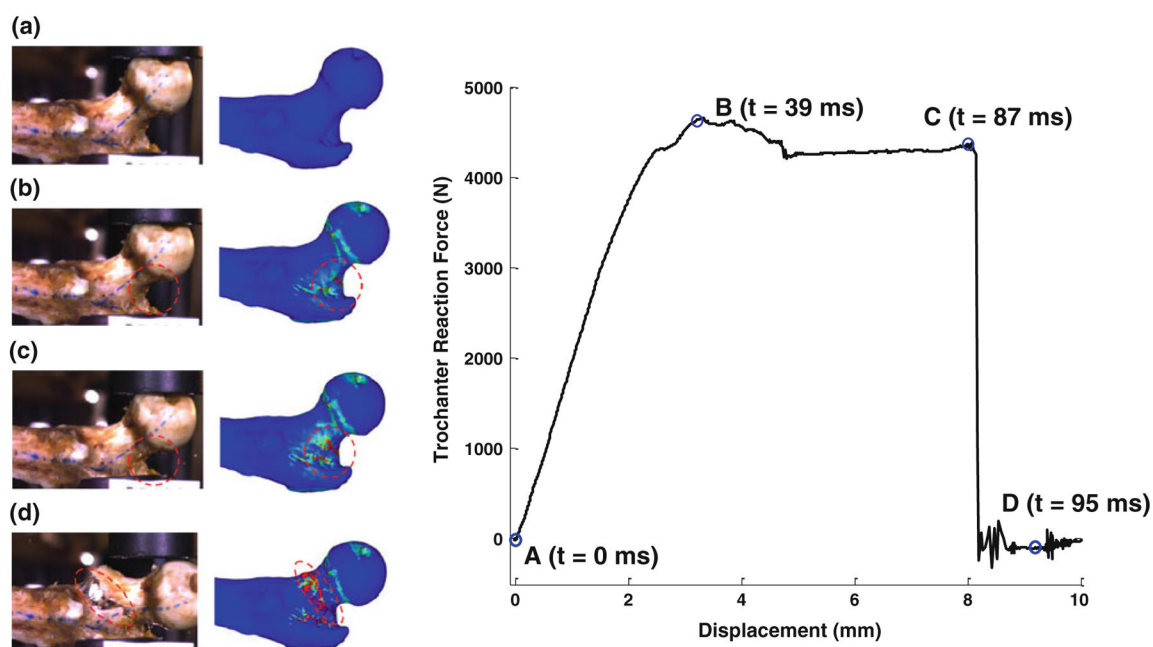 (a)
(b)
(c)
(d)
Trochanter Reaction Force (N)
5000
4000
3000
2000
1000
0
B (t = 39 ms)
C (t = 87 ms)
A (t = 0 ms)
D (t = 95 ms)
0 2 4 6 8 10
Displacement (mm)